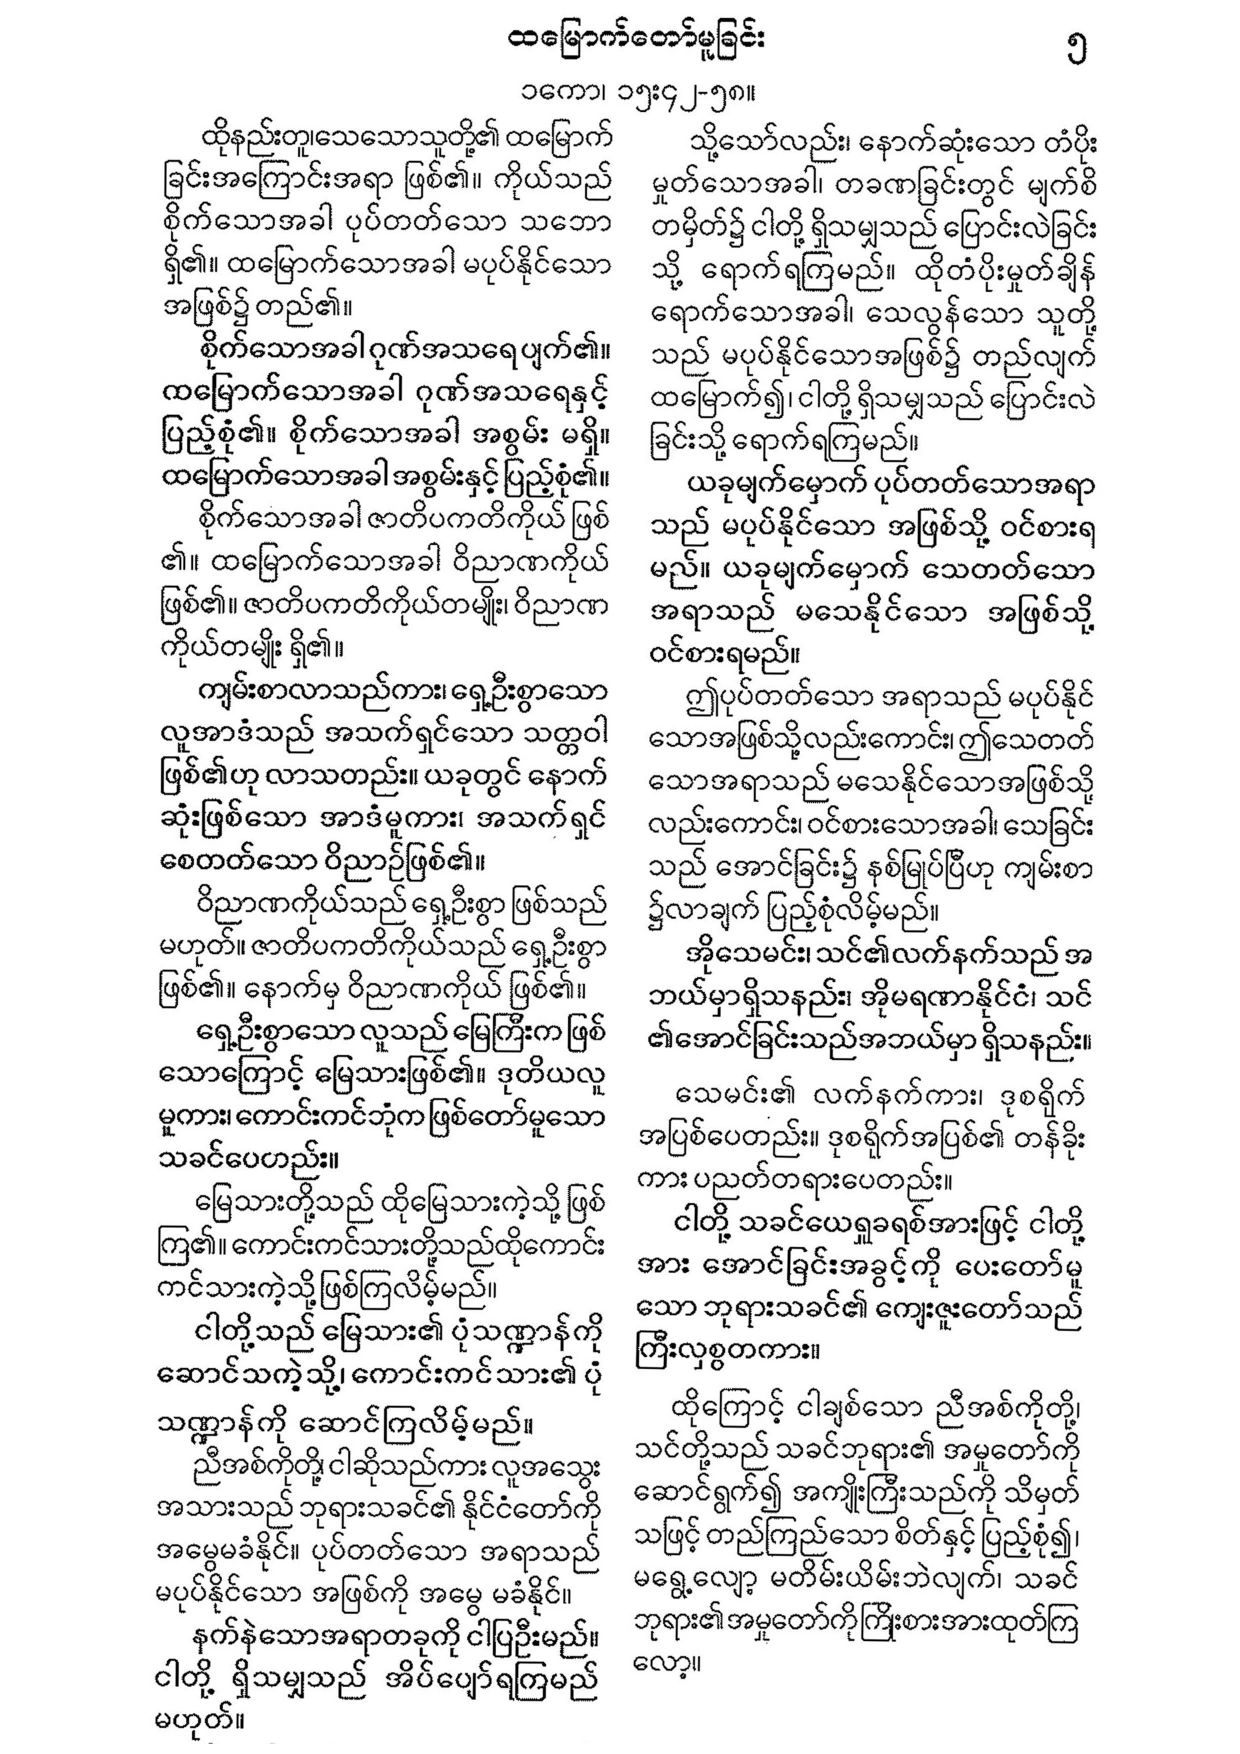 ထမြောက်တော်မူခြင်း
၅
၁ကော၊ ၁၅း၄၂-၅၈။
ထိုနည်းတူ၊သေသောသူတို့၏ ထမြောက်
ခြင်းအကြောင်းအရာ ဖြစ်၏။ ကိုယ်သည်
စိုက်သောအခါ ပုပ်တတ်သော သဘော
ရှိ၏။ ထမြောက်သောအခါ မပုပ်နိုင်သော
အဖြစ်၌ တည်၏။
စိုက်သောအခါ ဂုဏ်အသရေပျက်၏။
ထမြောက်သောအခါ ဂုဏ်အသရေနှင့်
ပြည့်စုံ၏။ စိုက်သောအခါ အစွမ်း မရှိ။
ထမြောက်သောအခါ အစွမ်းနှင့် ပြည့်စုံ၏။
စိုက်သောအခါ ဇာတိပကတိကိုယ် ဖြစ်
၏။ ထမြောက်သောအခါ ဝိညာဏကိုယ်
ဖြစ်၏။ ဇာတိပကတိကိုယ်တမျိုး၊ ဝိညာဏ
ကိုယ်တမျိုး ရှိ၏။
ကျမ်းစာလာသည်ကား၊ ရှေ့ဦးစွာသော
လူအာဒံသည် အသက်ရှင်သော သတ္တဝါ
ဖြစ်၏ဟု လာသတည်း။ ယခုတွင် နောက်
ဆုံးဖြစ်သော အာဒံမူကား၊ အသက်ရှင်
စေတတ်သော ဝိညာဉ်ဖြစ်၏။
ဝိညာဏကိုယ်သည် ရှေ့ဦးစွာ ဖြစ်သည်
မဟုတ်။ ဇာတိပကတိကိုယ်သည် ရှေ့ဦးစွာ
ဖြစ်၏။ နောက်မှ ဝိညာဏကိုယ် ဖြစ်၏။
ရှေ့ဦးစွာသော လူသည် မြေကြီးက ဖြစ်
သောကြောင့် မြေသားဖြစ်၏။ ဒုတိယလူ
မူကား၊ ကောင်းကင်ဘုံက ဖြစ်တော်မူသော
သခင်ပေတည်း။
မြေသားတို့သည် ထိုမြေသားကဲ့သို့ ဖြစ်
ကြ၏။ ကောင်းကင်သားတို့သည်ထိုကောင်း
ကင်သားကဲ့သို့ ဖြစ်ကြလိမ့်မည်။
ငါတို့သည် မြေသား၏ ပုံသဏ္ဍာန်ကို
ဆောင်သကဲ့သို့၊ ကောင်းကင်သား၏ ပုံ
သဏ္ဍာန်ကို ဆောင်ကြလိမ့်မည်။
ညီအစ်ကိုတို့၊ ငါဆိုသည်ကား လူအသွေး
အသားသည် ဘုရားသခင်၏ နိုင်ငံတော်ကို
အမွေမခံနိုင်။ ပုပ်တတ်သော အရာသည်
မပုပ်နိုင်သော အဖြစ်ကို အမွေ မခံနိုင်။
နက်နဲသောအရာတခုကို ငါပြဦးမည်။
ငါတို့ ရှိသမျှသည် အိပ်ပျော်ရကြမည်
မဟုတ်။
သို့သော်လည်း၊ နောက်ဆုံးသော တံပိုး
မှုတ်သောအခါ၊ တခဏခြင်းတွင် မျက်စိ
တမှိတ်၌ ငါတို့ ရှိသမျှသည် ပြောင်းလဲခြင်း
သို့ ရောက်ရကြမည်။ ထိုတံပိုးမှုတ်ချိန်
ရောက်သောအခါ၊ သေလွန်သော သူတို့
သည် မပုပ်နိုင်သောအဖြစ်၌ တည်လျက်
ထမြောက်၍၊ ငါတို့ ရှိသမျှသည် ပြောင်းလဲ
ခြင်းသို့ ရောက်ရကြမည်။
ယခုမျက်မှောက် ပုပ်တတ်သောအရာ
သည် မပုပ်နိုင်သော အဖြစ်သို့ ဝင်စားရ
မည်။ ယခုမျက်မှောက် သေတတ်သော
အရာသည် မသေနိုင်သော အဖြစ်သို့
ဝင်စားရမည်။
ဤပုပ်တတ်သော အရာသည် မပုပ်နိုင်
သောအဖြစ်သို့လည်းကောင်း၊ ဤသေတတ်
သောအရာသည် မသေနိုင်သောအဖြစ်သို့
လည်းကောင်း၊ ဝင်စားသောအခါ၊ သေခြင်း
သည် အောင်ခြင်း၌ နစ်မြုပ်ပြီဟု ကျမ်းစာ
၌လာချက် ပြည့်စုံလိမ့်မည်။
အိုသေမင်း၊ သင်၏လက်နက်သည် အ
ဘယ်မှာရှိသနည်း၊ အိုမရဏာနိုင်ငံ၊ သင်
၏အောင်ခြင်းသည်အဘယ်မှာ ရှိသနည်း။
သေမင်း၏ လက်နက်ကား၊ ဒုစရိုက်
အပြစ်ပေတည်း။ ဒုစရိုက်အပြစ်၏ တန်ခိုး
ကား ပညတ်တရားပေတည်း။
ငါတို့ သခင်ယေရှုခရစ်အားဖြင့် ငါတို့
အား အောင်ခြင်းအခွင့်ကို ပေးတော်မူ
သော ဘုရားသခင်၏ ကျေးဇူးတော်သည်
ကြီးလှစွတကား။
ထိုကြောင့် ငါချစ်သော ညီအစ်ကိုတို့၊
သင်တို့သည် သခင်ဘုရား၏ အမှုတော်ကို
ဆောင်ရွက်၍ အကျိုးကြီးသည်ကို သိမှတ်
သဖြင့် တည်ကြည်သော စိတ်နှင့် ပြည့်စုံ၍၊
မရွေ့လျော့ မတိမ်းယိမ်းဘဲလျက်၊ သခင်
ဘုရား၏အမှုတော်ကိုကြိုးစားအားထုတ်ကြ
လော့။